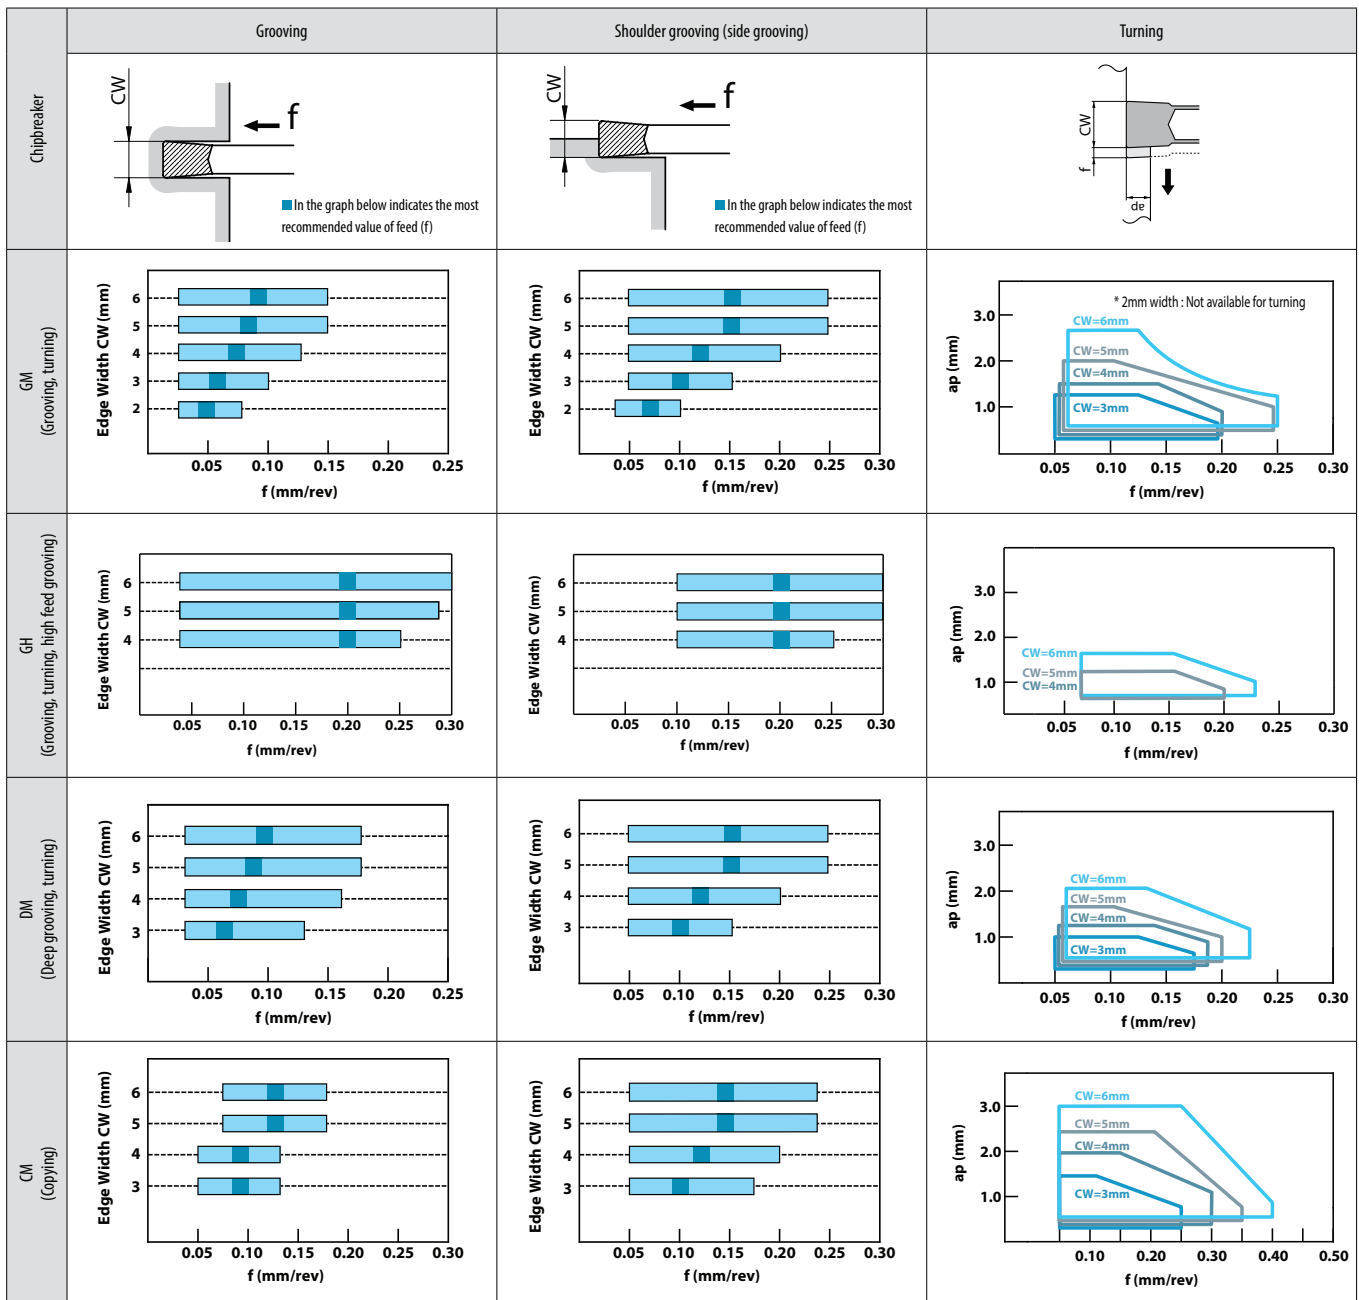 Grooving
Shoulder grooving (side grooving)
Turning
Chipbreaker
CW
f
In the graph below indicates the most
recommended value of feed (f)
CW
f
In the graph below indicates the most
recommended value of feed (f)
CW
f
ap
GM
(Grooving, turning)
Edge Width CW (mm)
6
5
4
3
2
0.05 0.10 0.15 0.20 0.25
f (mm/rev)
Edge Width CW (mm)
6
5
4
3
2
0.05 0.10 0.15 0.20 0.25 0.30
f (mm/rev)
* 2mm width : Not available for turning
ap (mm)
3.0
2.0
1.0
CW=6mm
CW=5mm
CW=4mm
CW=3mm
0.05 0.10 0.15 0.20 0.25 0.30
f (mm/rev)
GH
(Grooving, turning, high feed grooving)
Edge Width CW (mm)
6
5
4
0.05 0.10 0.15 0.20 0.25 0.30
f (mm/rev)
Edge Width CW (mm)
6
5
4
0.05 0.10 0.15 0.20 0.25 0.30
f (mm/rev)
ap (mm)
3.0
2.0
1.0
CW=6mm
CW=5mm
CW=4mm
0.05 0.10 0.15 0.20 0.25 0.30
f (mm/rev)
DM
(Deep grooving, turning)
Edge Width CW (mm)
6
5
4
3
0.05 0.10 0.15 0.20 0.25
f (mm/rev)
Edge Width CW (mm)
6
5
4
3
0.05 0.10 0.15 0.20 0.25 0.30
f (mm/rev)
ap (mm)
3.0
2.0
1.0
CW=6mm
CW=5mm
CW=4mm
CW=3mm
0.05 0.10 0.15 0.20 0.25 0.30
f (mm/rev)
CM
(Copying)
Edge Width CW (mm)
6
5
4
3
0.05 0.10 0.15 0.20 0.25 0.30
f (mm/rev)
Edge Width CW (mm)
6
5
4
3
0.05 0.10 0.15 0.20 0.25 0.30
f (mm/rev)
ap (mm)
3.0
2.0
1.0
CW=6mm
CW=5mm
CW=4mm
CW=3mm
0.10 0.20 0.30 0.40 0.50
f (mm/rev)